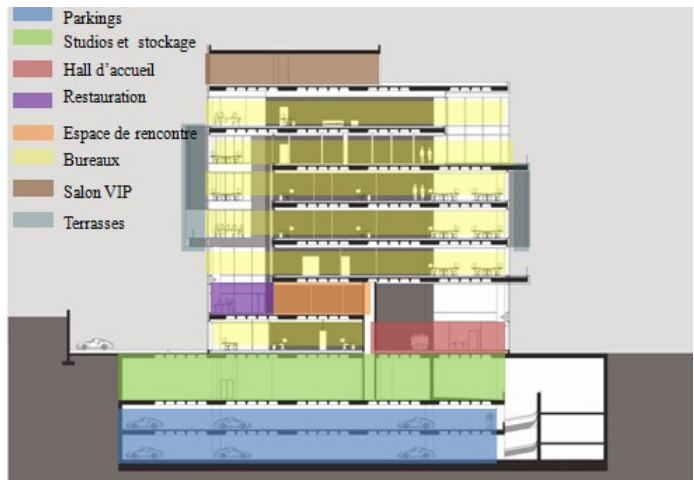 Parkings
Studios et stockage
Hall d’accueil
Restauration
Espace de rencontre
Bureaux
Salon VIP
Terrasses